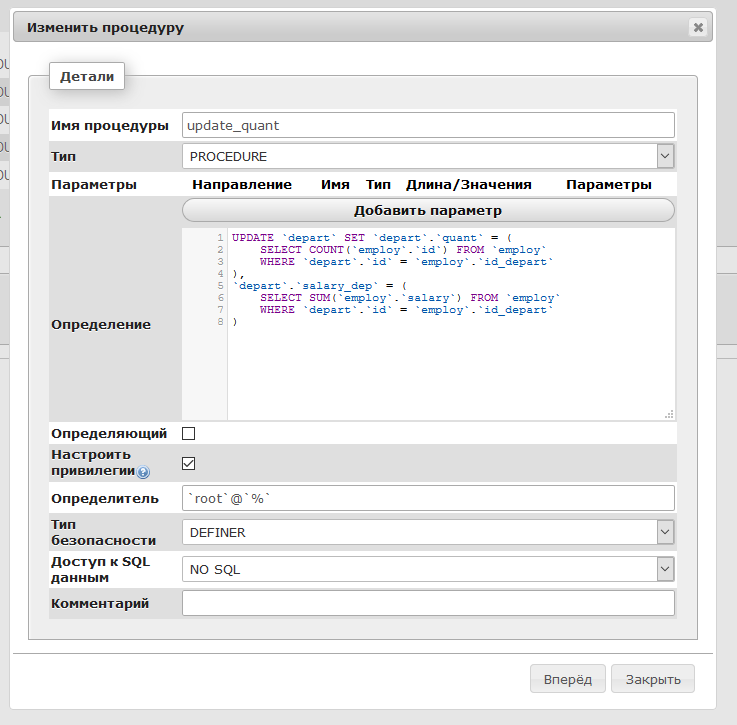 Изменить процедуру
Детали
Имя процедуры update_quant
Тип PROCEDURE
Параметры Направление Имя Тип Длина/Значения Параметры
Добавить параметр
Определение
1 UPDATE `depart` SET `depart`.`quant` = (
2 SELECT COUNT(`employ`.`id`) FROM `employ`
3 WHERE `depart`.`id` = `employ`.`id_depart`
4 ),
5 `depart`.`salary_dep` = (
6 SELECT SUM(`employ`.`salary`) FROM `employ`
7 WHERE `depart`.`id` = `employ`.`id_depart`
8 )
Определяющий
Настроить
привилегии
Определитель `root`@`%`
Тип
безопасности DEFINER
Доступ к SQL
данным NO SQL
Комментарий
Вперёд Закрыть